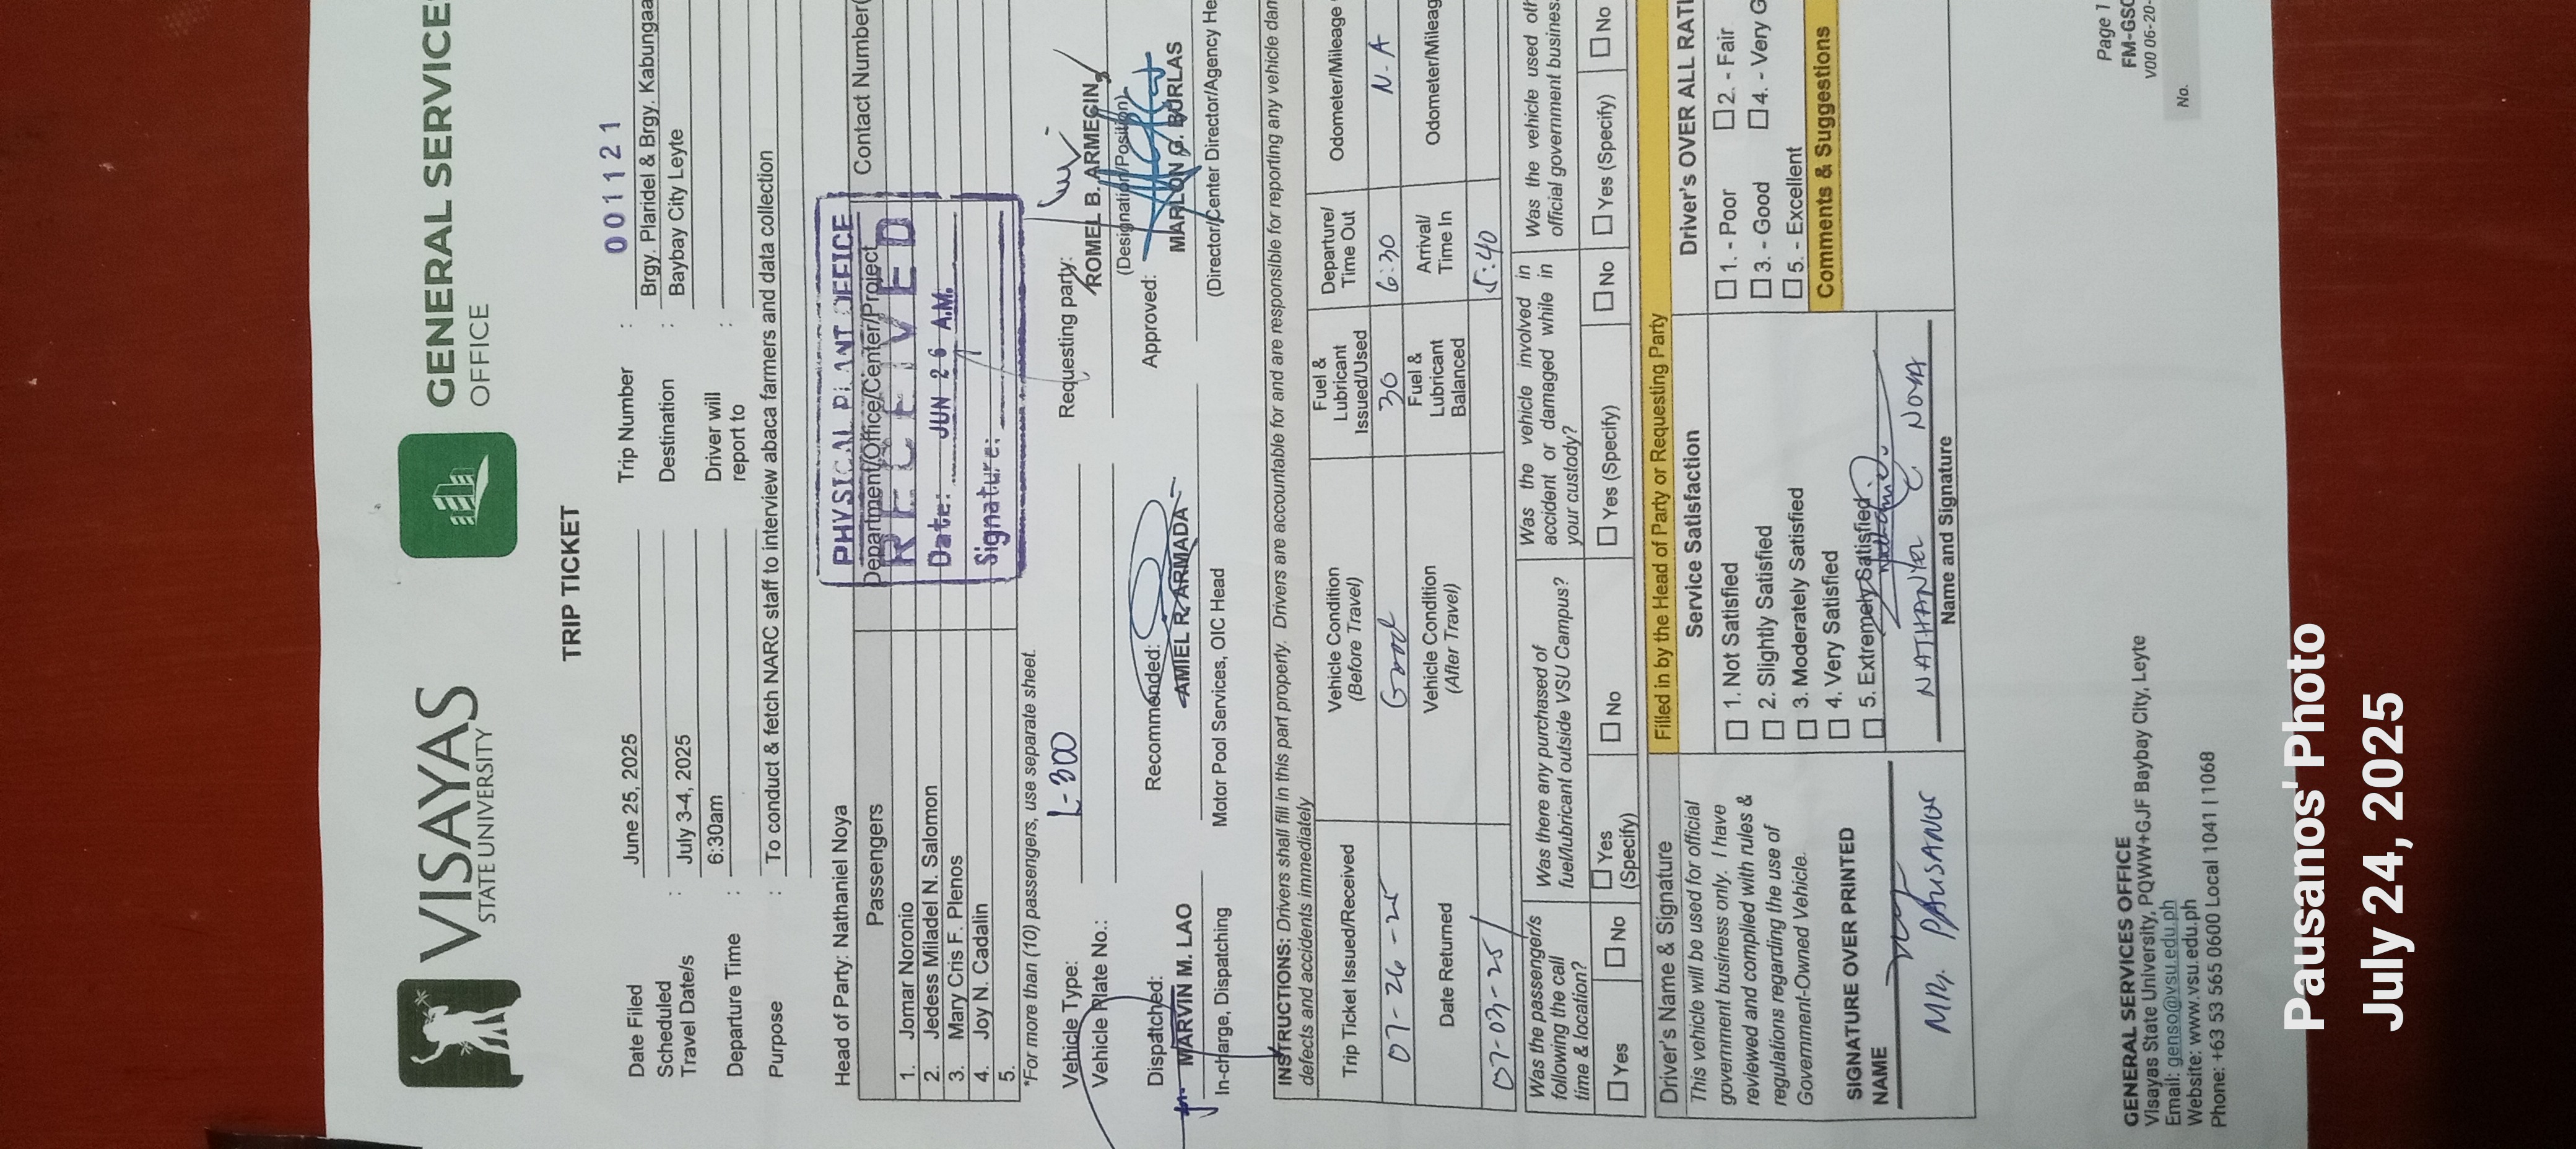 VISAYAS
STATE UNIVERSITY
GENERAL SERVICE
OFFICE
TRIP TICKET
Date Filed : June 25, 2025
Trip Number : 001121
Scheduled Travel Date/s : July 3-4, 2025
Destination : Brgy. Plaridel & Brgy. Kabungaa
Baybay City Leyte
Departure Time : 6:30am
Driver will report to :
Purpose : To conduct & fetch NARC staff to interview abaca farmers and data collection
Head of Party: Nathaniel Noya
Passengers Department/Office/Center/Project Contact Number(
1. Jomar Noronio
2. Jedess Miladel N. Salomon
3. Mary Cris F. Plenos
4. Joy N. Cadalin
5.
PHYSICAL PLANT OFFICE
RECEIVED
Date: JUN 26 A.M.
Signature:
*For more than (10) passengers, use separate sheet.
Vehicle Type: L-300
Vehicle Plate No.:
Requesting party:
ROMEL B. ARMECIN
(Designation/Position)
Dispatched:
MARVIN M. LAO
In-charge, Dispatching
Recommended:
AMIEL R. ARMADA
Motor Pool Services, OIC Head
Approved:
MARLON G. BURLAS
(Director/Center Director/Agency He
INSTRUCTIONS: Drivers shall fill in this part properly. Drivers are accountable for and are responsible for reporting any vehicle dam
defects and accidents immediately
Trip Ticket Issued/Received
Vehicle Condition
(Before Travel)
Fuel &
Lubricant
Issued/Used
Departure/
Time Out
Odometer/Mileage
07-26-25 Good 30 6:30 N-A
Date Returned
Vehicle Condition
(After Travel)
Fuel &
Lubricant
Balanced
Arrival/
Time In
Odometer/Mileag
07-03-25 5:40
Was the passenger/s
following the call
time & location?
Was there any purchased of
fuel/lubricant outside VSU Campus?
Was the vehicle involved in
accident or damaged while in
your custody?
Was the vehicle used oth
official government business
☐ Yes ☐ No ☐ Yes (Specify) ☐ No ☐ Yes (Specify) ☐ No ☐ Yes (Specify) ☐ No
Driver's Name & Signature
This vehicle will be used for official
government business only. I have
reviewed and complied with rules &
regulations regarding the use of
Government-Owned Vehicle.
SIGNATURE OVER PRINTED
NAME
MR. PAUSANOS
Filled in by the Head of Party or Requesting Party
Service Satisfaction
☐ 1. Not Satisfied
☐ 2. Slightly Satisfied
☐ 3. Moderately Satisfied
☐ 4. Very Satisfied
☐ 5. Extremely Satisfied
NATHANYEL C NOYA
Name and Signature
Driver's OVER ALL RATI
☐ 1. - Poor ☐ 2. - Fair
☐ 3. - Good ☐ 4. - Very G
☐ 5. - Excellent
Comments & Suggestions
GENERAL SERVICES OFFICE
Visayas State University, PQWW+GJF Baybay City, Leyte
Email: genso@vsu.edu.ph
Website: www.vsu.edu.ph
Phone: +63 53 565 0600 Local 1041 l 1068
Page 1
FM-GSO
V00 06-20-
No.
Pausanos' Photo
July 24, 2025